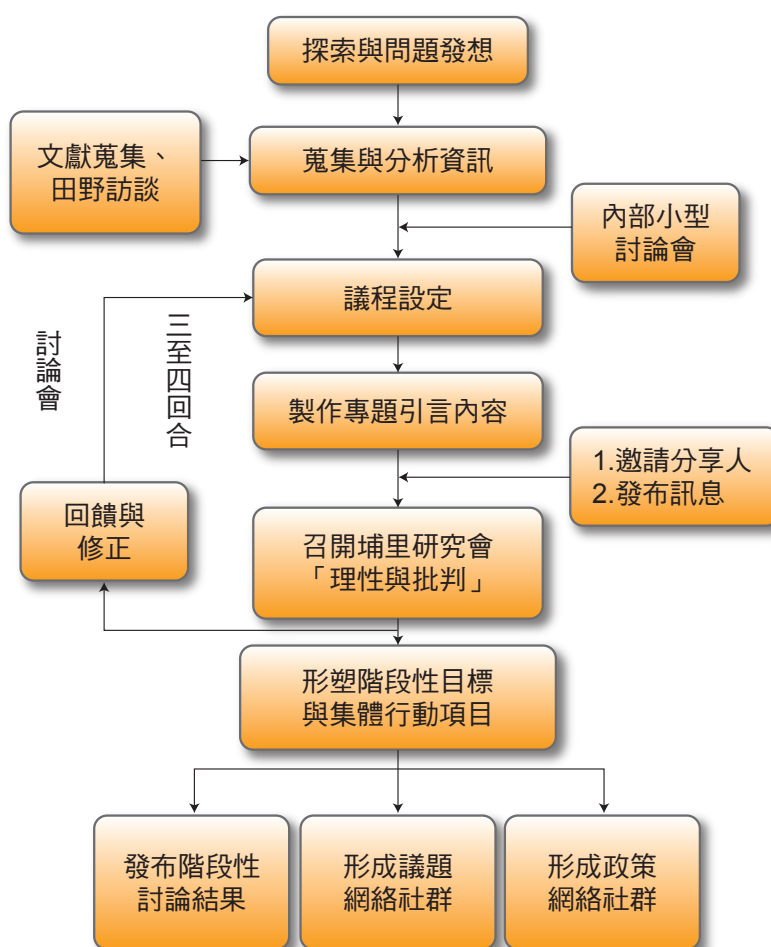 探索與問題發想
文獻蒐集、
田野訪談
蒐集與分析資訊
內部小型
討論會
議程設定
討論會
三至四回合
製作專題引言內容
1.邀請分享人
2.發布訊息
回饋與
修正
召開埔里研究會
「理性與批判」
形塑階段性目標
與集體行動項目
發布階段性
討論結果
形成議題
網絡社群
形成政策
網絡社群